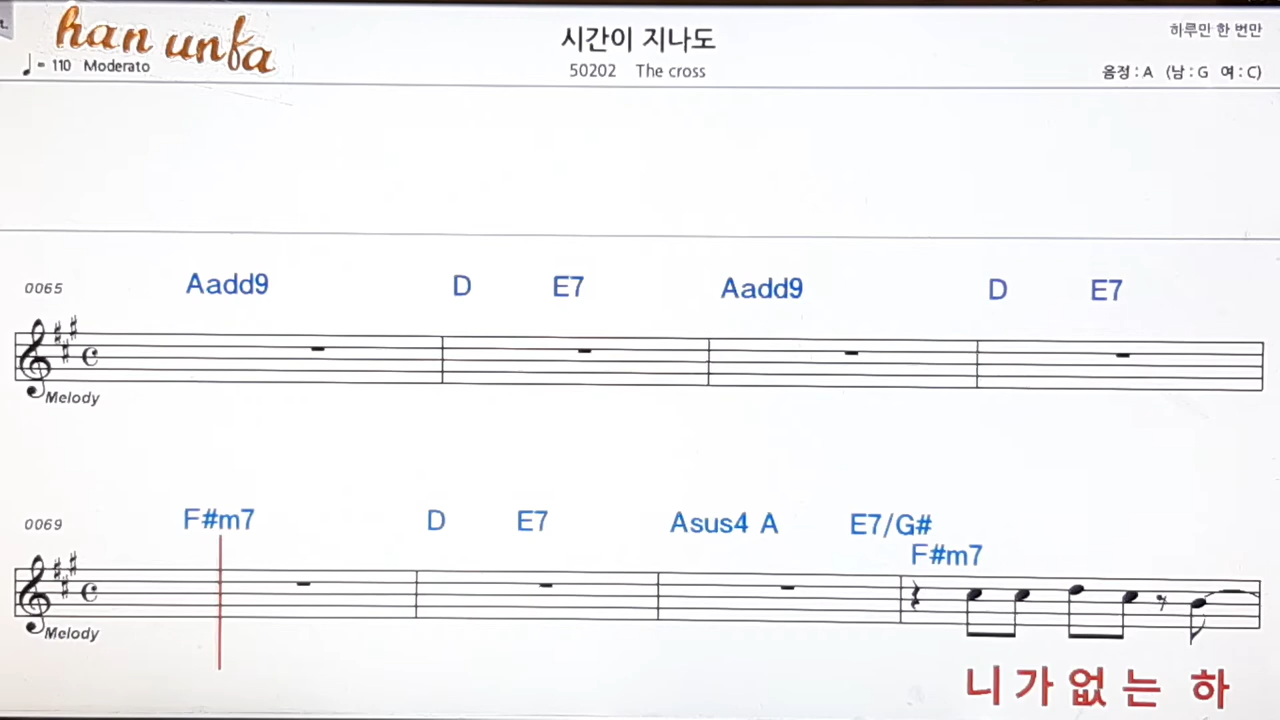 han unfa
시간이 지나도
하루만 한 번만
♩ = 110 Moderato
50202 The cross
음정 : A (남 : G 여 : C)
0065 Aadd9 D E7 Aadd9 D E7
Melody
0069 F#m7 D E7 Asus4 A E7/G#
F#m7
Melody
니 가 없 는 하